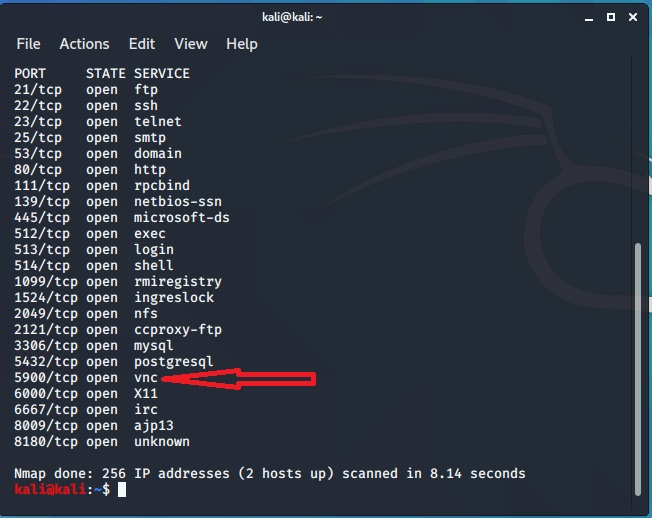 kali@kali: ~
File Actions Edit View Help
PORT STATE SERVICE
21/tcp open ftp
22/tcp open ssh
23/tcp open telnet
25/tcp open smtp
53/tcp open domain
80/tcp open http
111/tcp open rpcbind
139/tcp open netbios-ssn
445/tcp open microsoft-ds
512/tcp open exec
513/tcp open login
514/tcp open shell
1099/tcp open rmiregistry
1524/tcp open ingreslock
2049/tcp open nfs
2121/tcp open ccproxy-ftp
3306/tcp open mysql
5432/tcp open postgresql
5900/tcp open vnc
6000/tcp open X11
6667/tcp open irc
8009/tcp open ajp13
8180/tcp open unknown
Nmap done: 256 IP addresses (2 hosts up) scanned in 8.14 seconds
kali@kali:~$